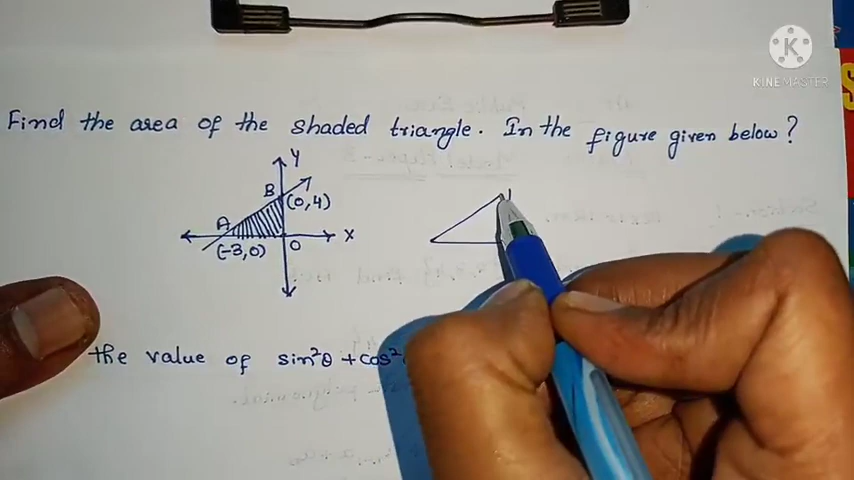 KINEMASTER
Find the area of the shaded triangle. In the figure given below?
Y
B
(0,4)
A
X
(-3,0)
O
the value of sin²θ + cos²